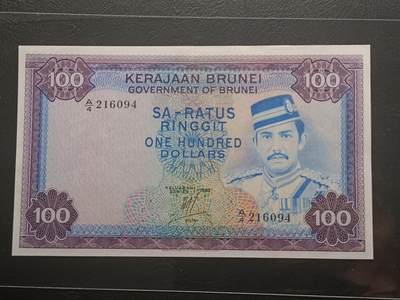 100
KERAJAAN BRUNEI
GOVERNMENT OF BRUNEI
100
A/4 216094
SA-RATUS
RINGGIT
ONE HUNDRED
DOLLARS
A/4 216094
100
100